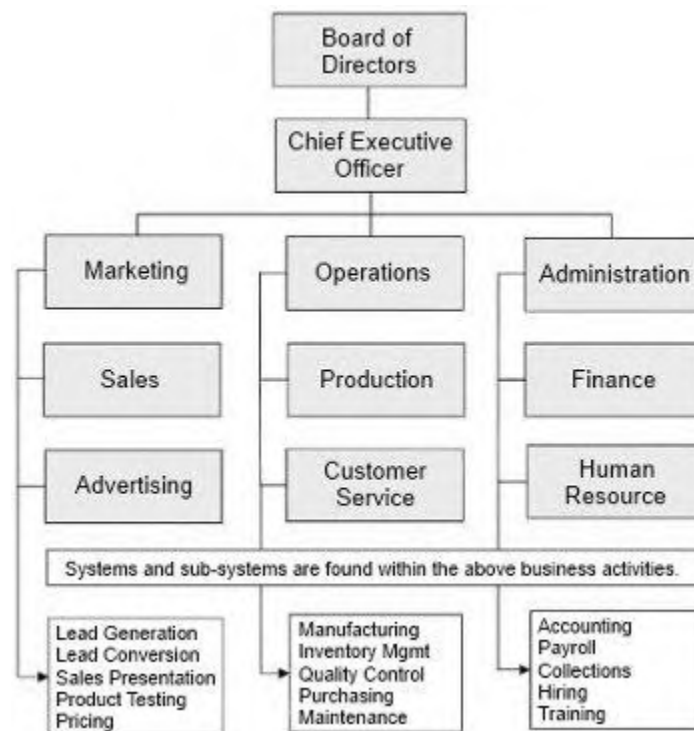 Board of
Directors
Chief Executive
Officer
Marketing
Operations
Administration
Sales
Production
Finance
Advertising
Customer
Service
Human
Resource
Systems and sub-systems are found within the above business activities.
Lead Generation
Lead Conversion
Sales Presentation
Product Testing
Pricing
Manufacturing
Inventory Mgmt
Quality Control
Purchasing
Maintenance
Accounting
Payroll
Collections
Hiring
Training